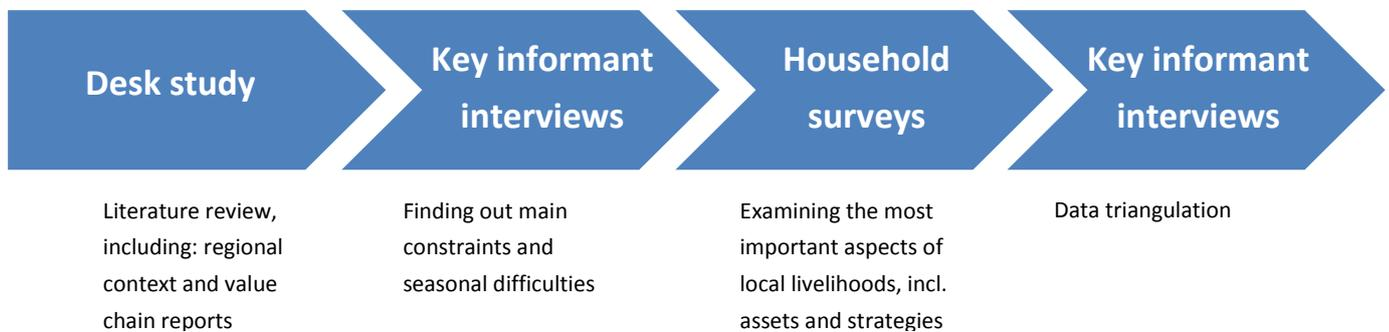 Desk study
Key informant
interviews
Household
surveys
Key informant
interviews
Literature review,
including: regional
context and value
chain reports
Finding out main
constraints and
seasonal difficulties
Examining the most
important aspects of
local livelihoods, incl.
assets and strategies
Data triangulation